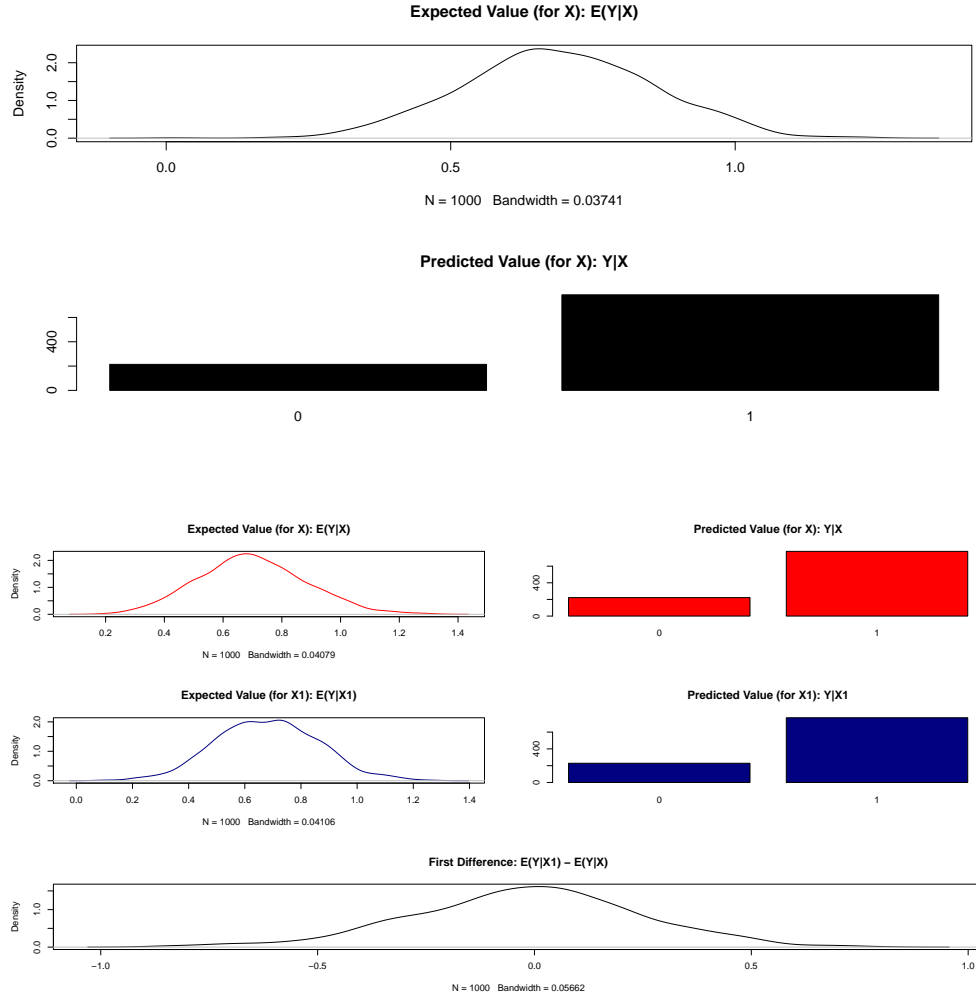 Expected Value (for X): E(Y|X)
Density
0.0 1.0 2.0
0.0 0.5 1.0
N = 1000 Bandwidth = 0.03741
Predicted Value (for X): Y|X
0 400
0 1
Expected Value (for X): E(Y|X)
Density
0.0 1.0 2.0
0.2 0.4 0.6 0.8 1.0 1.2 1.4
N = 1000 Bandwidth = 0.04079
Predicted Value (for X): Y|X
0 400
0 1
Expected Value (for X1): E(Y|X1)
Density
0.0 1.0 2.0
0.0 0.2 0.4 0.6 0.8 1.0 1.2 1.4
N = 1000 Bandwidth = 0.04106
Predicted Value (for X1): Y|X1
0 400
0 1
First Difference: E(Y|X1) − E(Y|X)
Density
0.0 1.0
−1.0 −0.5 0.0 0.5 1.0
N = 1000 Bandwidth = 0.05662